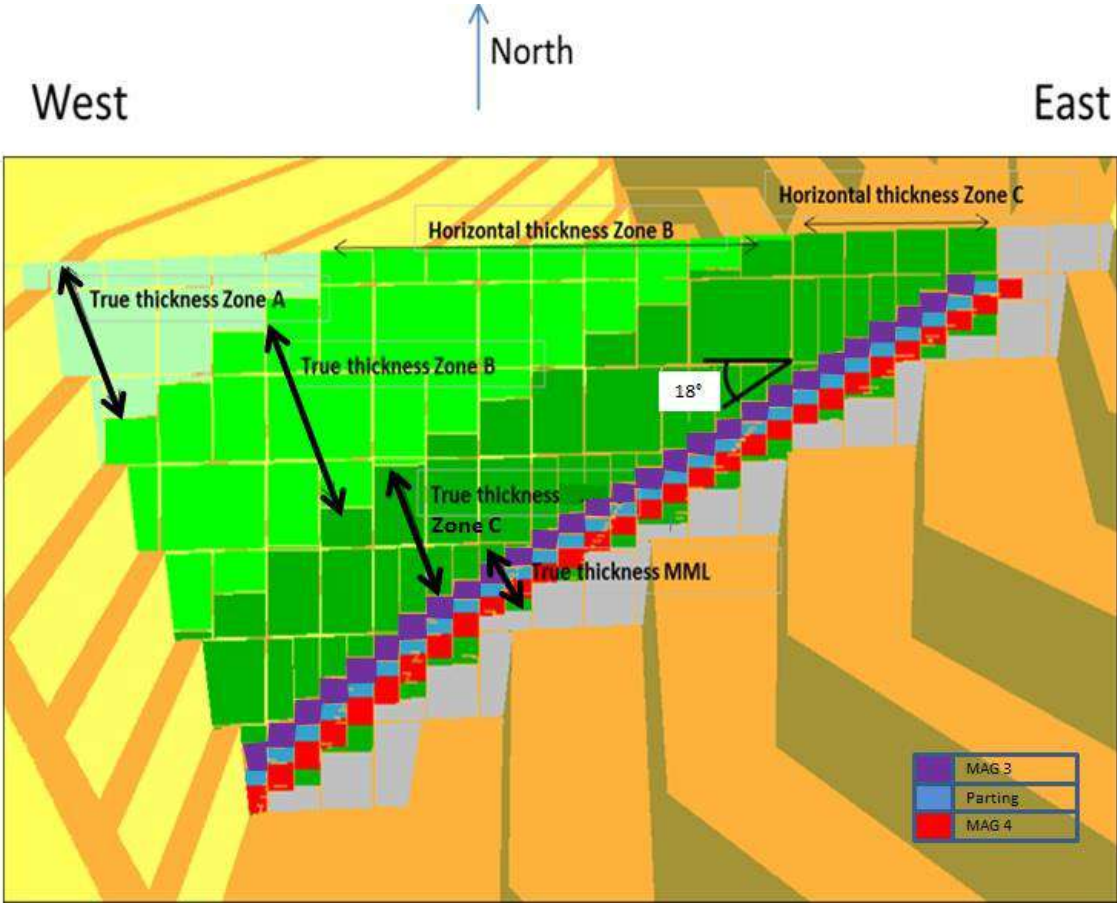 North
West
East
Horizontal thickness Zone C
Horizontal thickness Zone B
True thickness Zone A
True thickness Zone B
18°
True thickness
Zone C
True thickness MML
MAG 3
Parting
MAG 4